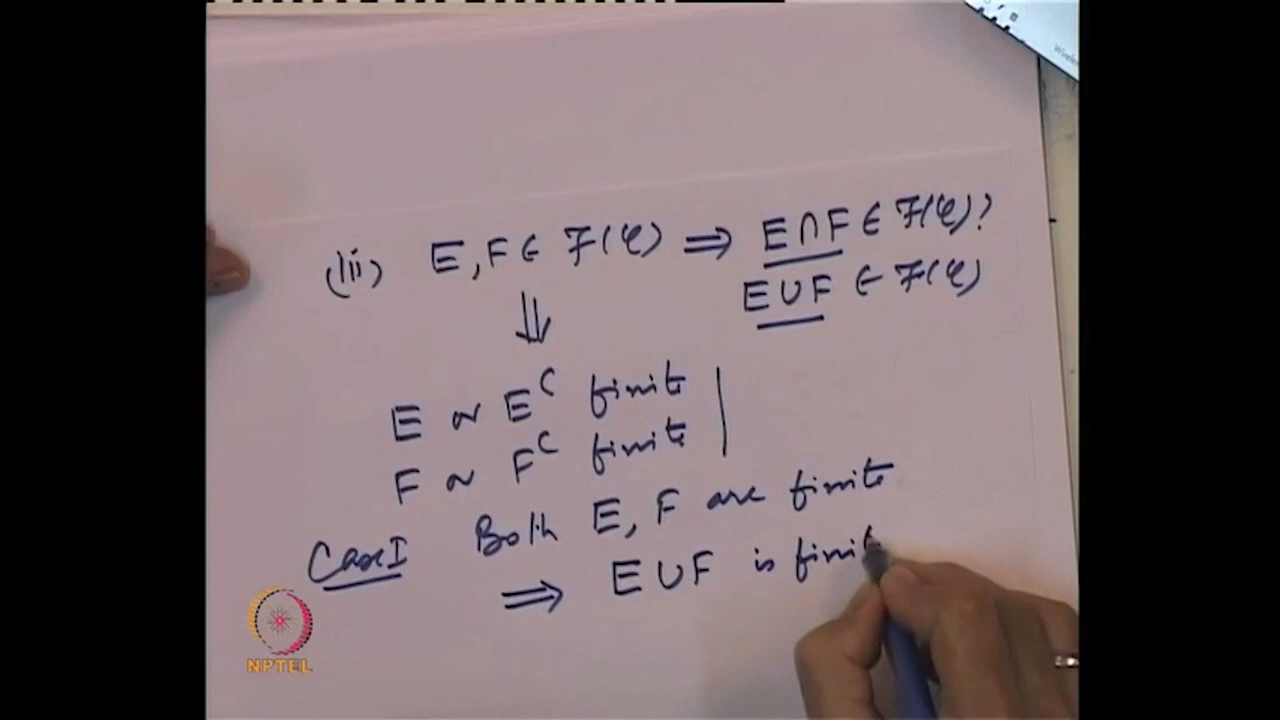 (iii) E, F ∈ 𝓕(𝒞) ⇒ E∩F ∈ 𝓕(𝒞)?
E∪F ∈ 𝓕(𝒞)
⇓
E or E^c finite
F or F^c finite
Case I Both E, F are finite
⇒ E∪F is finit
NPTEL